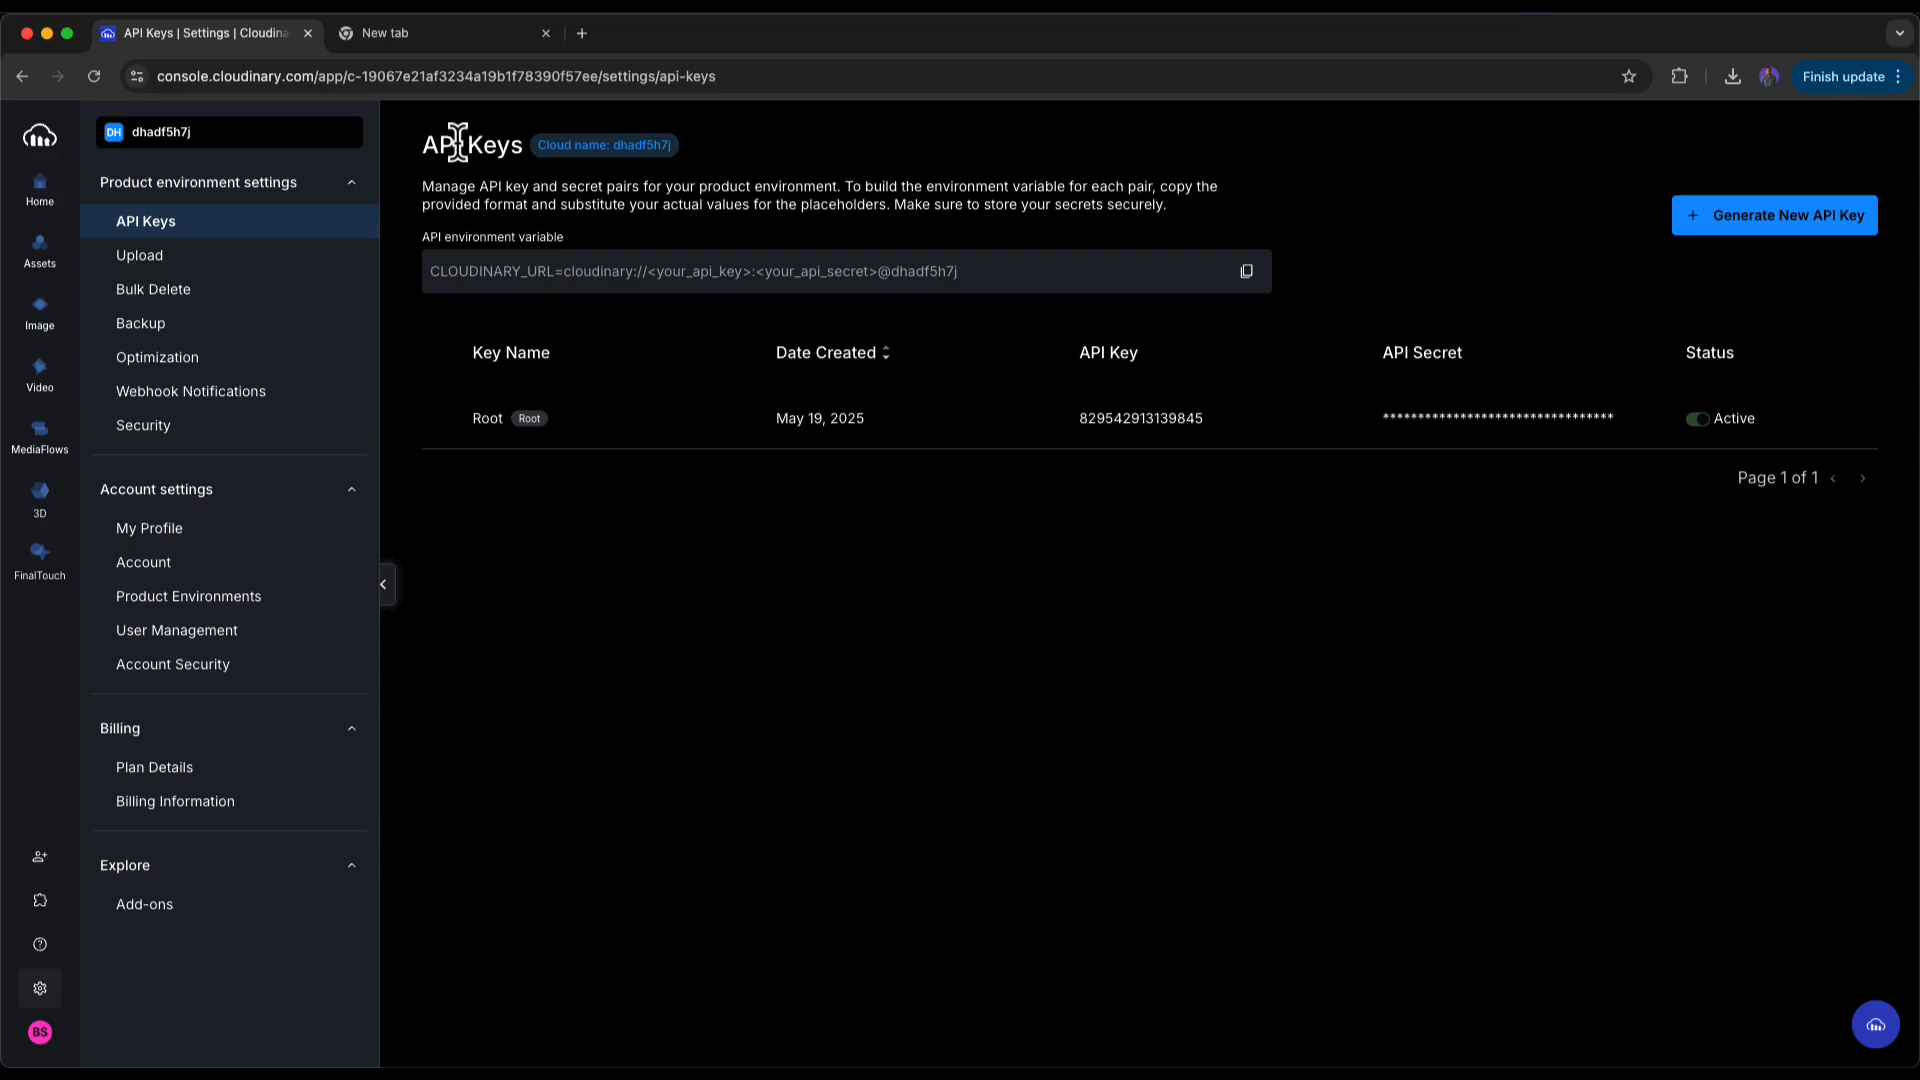 API Keys | Settings | Cloudina
New tab
console.cloudinary.com/app/c-19067e21af3234a19b1f78390f57ee/settings/api-keys
Finish update
Home
Assets
Image
Video
MediaFlows
3D
FinalTouch
BS
DH dhadf5h7j
Product environment settings
API Keys
Upload
Bulk Delete
Backup
Optimization
Webhook Notifications
Security
Account settings
My Profile
Account
Product Environments
User Management
Account Security
Billing
Plan Details
Billing Information
Explore
Add-ons
API Keys Cloud name: dhadf5h7j
Manage API key and secret pairs for your product environment. To build the environment variable for each pair, copy the
provided format and substitute your actual values for the placeholders. Make sure to store your secrets securely.
+ Generate New API Key
API environment variable
CLOUDINARY_URL=cloudinary://<your_api_key>:<your_api_secret>@dhadf5h7j
Key Name Date Created API Key API Secret Status
Root Root May 19, 2025 829542913139845 ********************************* Active
Page 1 of 1